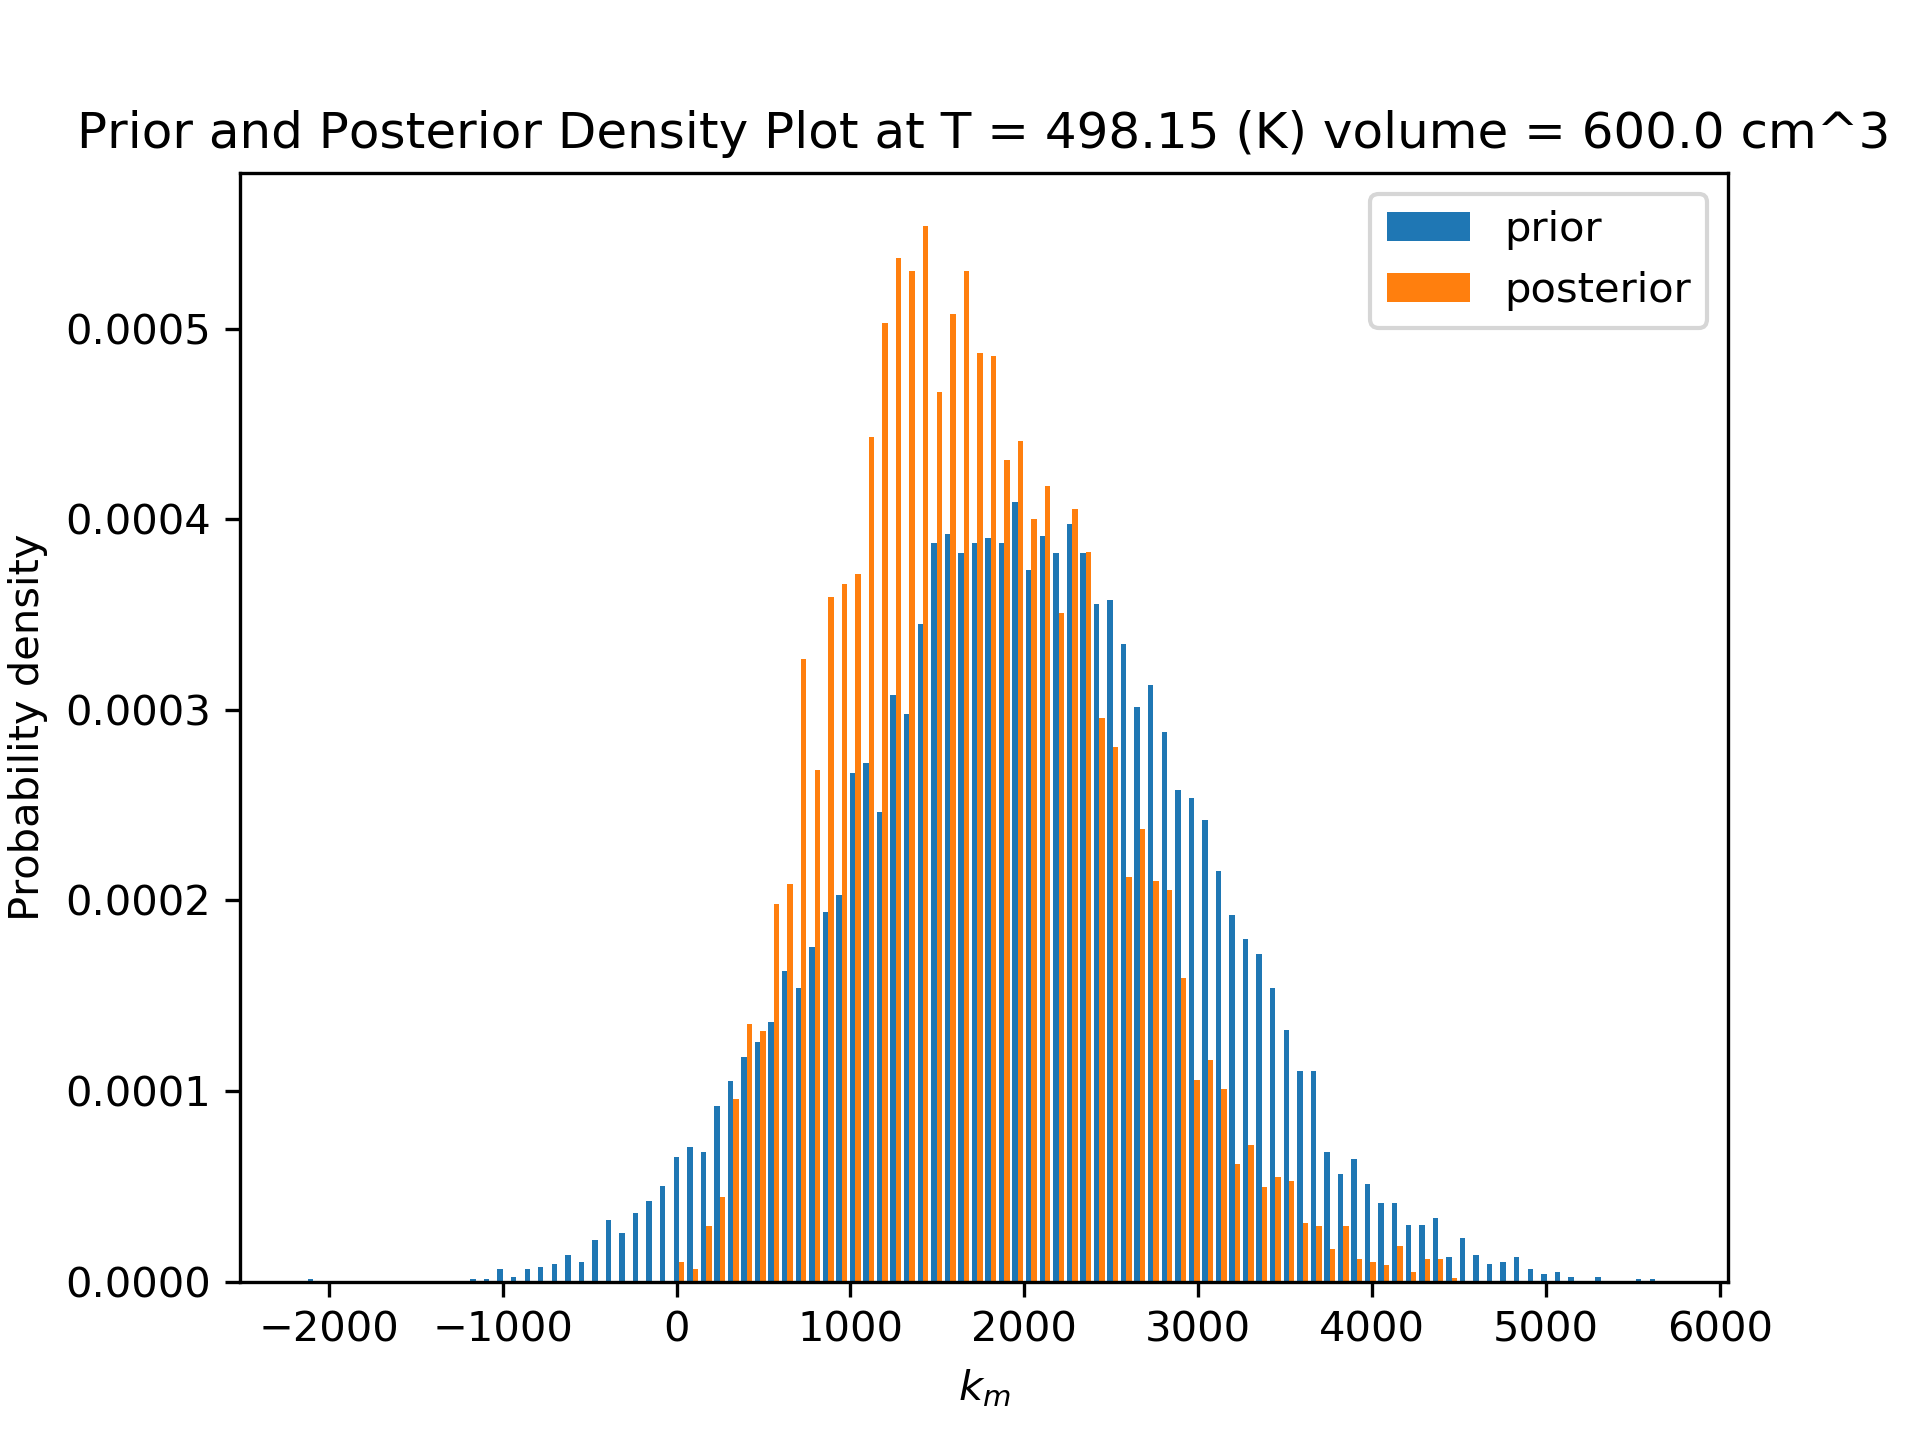 Prior and Posterior Density Plot at T = 498.15 (K) volume = 600.0 cm^3
prior
posterior
Probability density
0.0005
0.0004
0.0003
0.0002
0.0001
0.0000
−2000 −1000 0 1000 2000 3000 4000 5000 6000
k_m